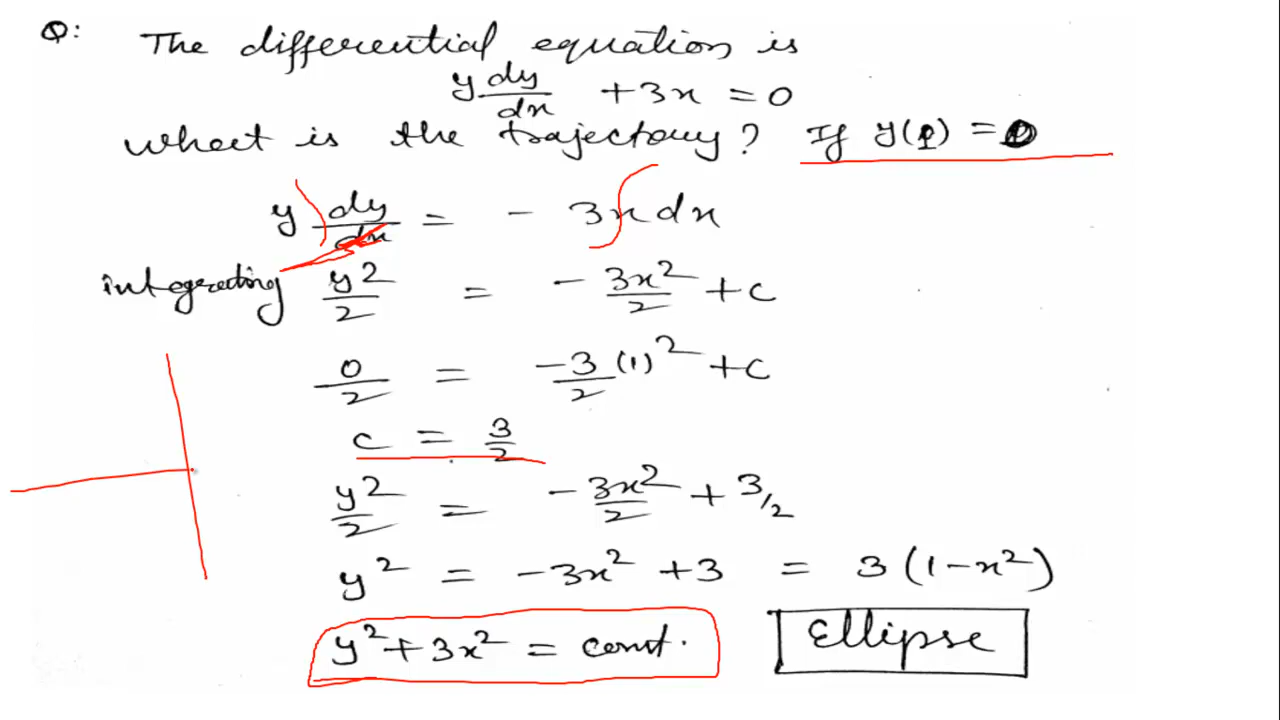 Q: The differential equation is
y dy/dx + 3x = 0
What is the trajectory? If y(1) = 0
y dy/dx = - 3x dx
integrating y²/2 = - 3x²/2 + c
0/2 = -3/2 (1)² + c
c = 3/2
y²/2 = - 3x²/2 + 3/2
y² = -3x² + 3 = 3(1-x²)
y² + 3x² = const. Ellipse